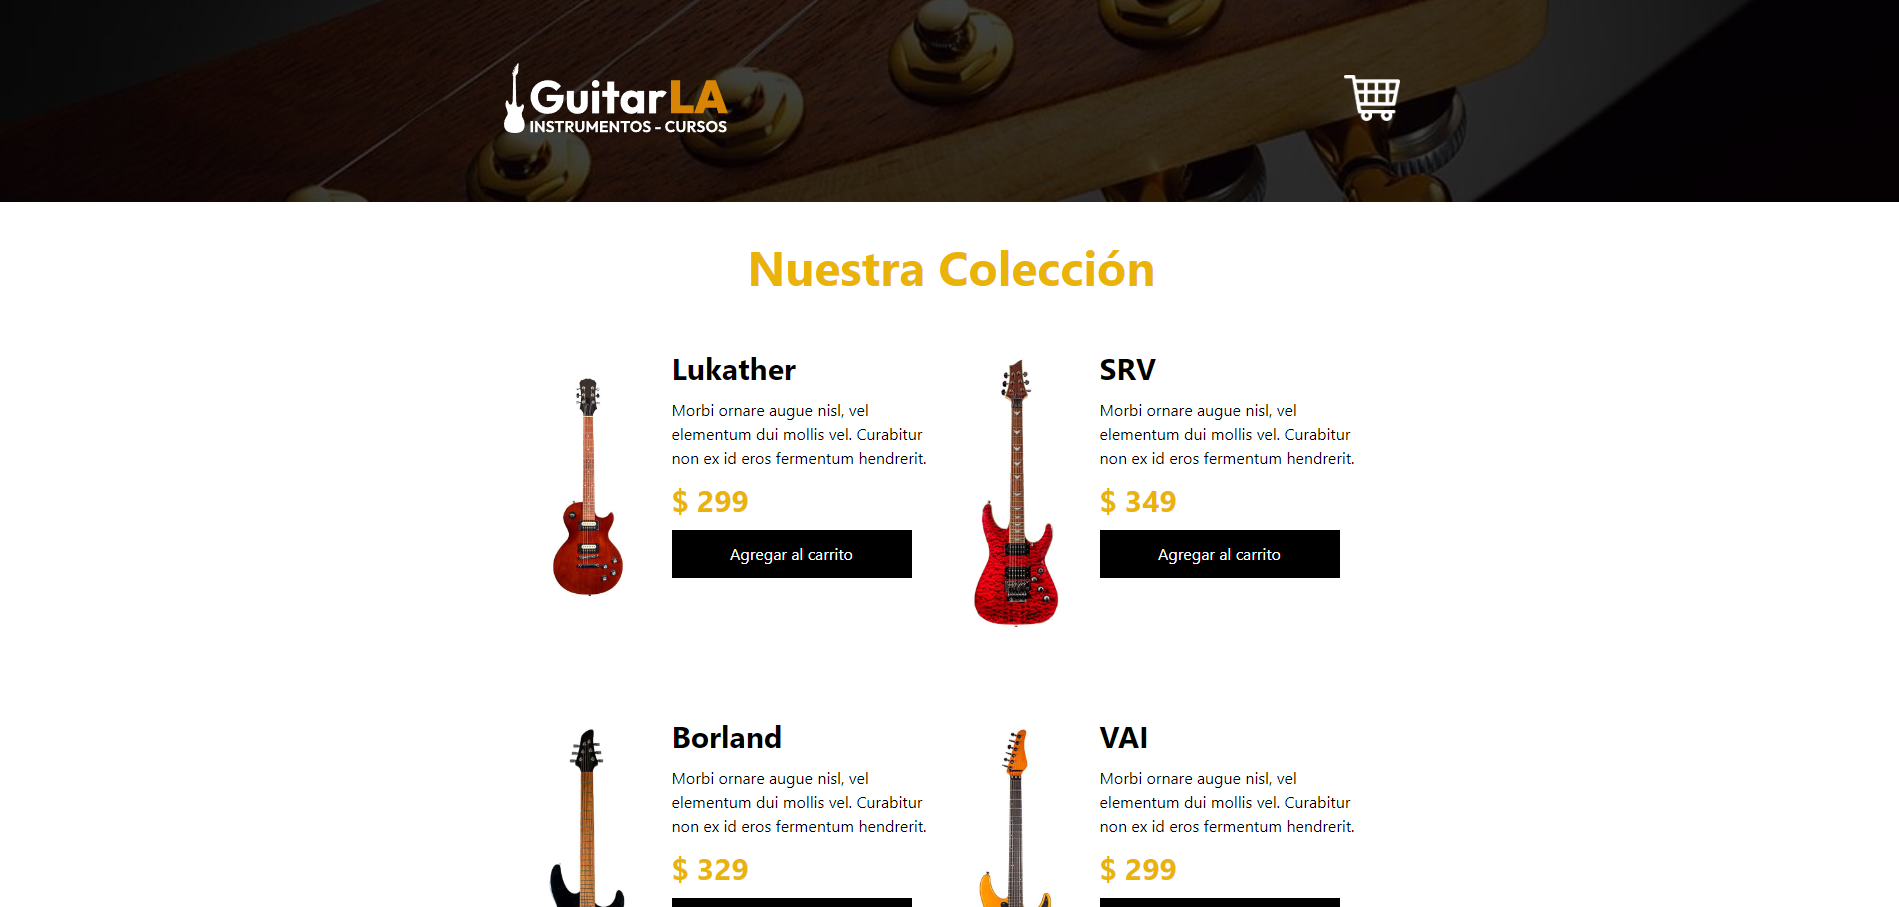 GuitarLA
INSTRUMENTOS - CURSOS
Nuestra Colección
Lukather
Morbi ornare augue nisl, vel
elementum dui mollis vel. Curabitur
non ex id eros fermentum hendrerit.
$ 299
Agregar al carrito
SRV
Morbi ornare augue nisl, vel
elementum dui mollis vel. Curabitur
non ex id eros fermentum hendrerit.
$ 349
Agregar al carrito
Borland
Morbi ornare augue nisl, vel
elementum dui mollis vel. Curabitur
non ex id eros fermentum hendrerit.
$ 329
VAI
Morbi ornare augue nisl, vel
elementum dui mollis vel. Curabitur
non ex id eros fermentum hendrerit.
$ 299